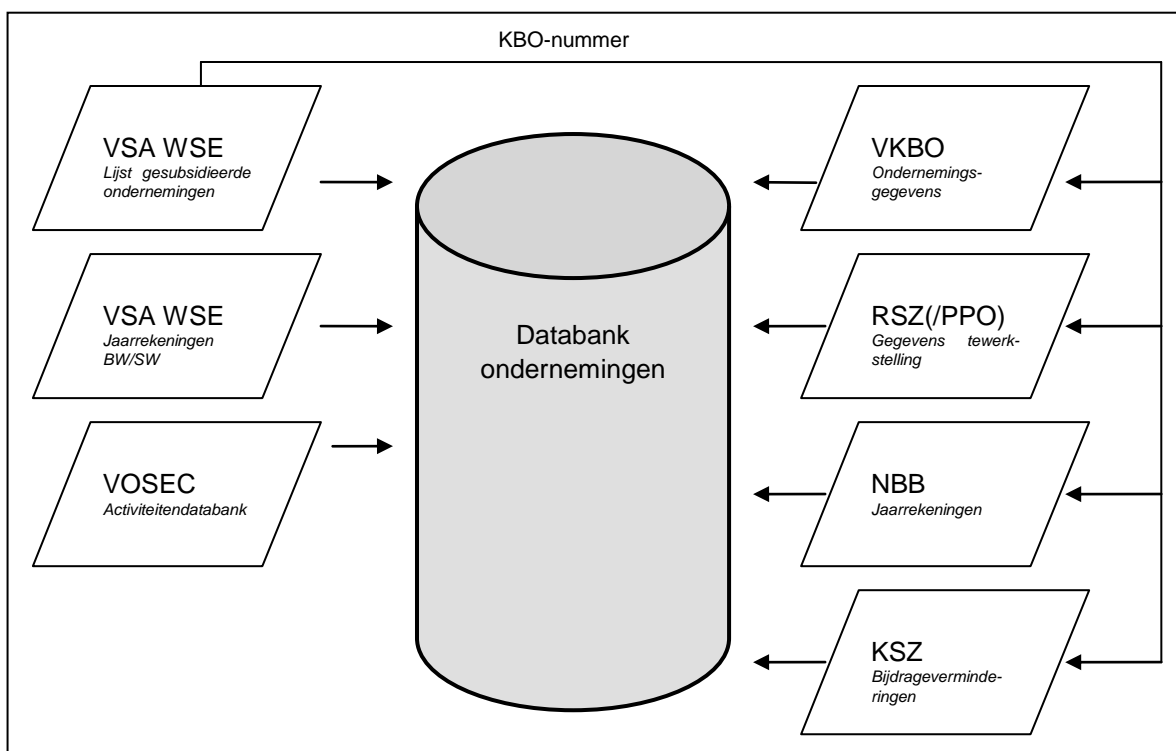 KBO-nummer
VSA WSE
Lijst gesubsidieerde
ondernemingen
VSA WSE
Jaarrekeningen
BW/SW
VOSEC
Activiteitendatabank
Databank
ondernemingen
VKBO
Ondernemings-
gegevens
RSZ(/PPO)
Gegevens tewerk-
stelling
NBB
Jaarrekeningen
KSZ
Bijdrageverminde-
ringen